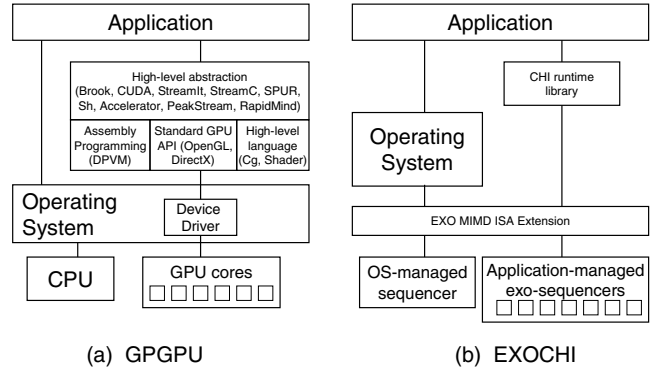 Application
High-level abstraction
(Brook, CUDA, StreamIt, StreamC, SPUR,
Sh, Accelerator, PeakStream, RapidMind)
Assembly
Programming
(DPVM)
Standard GPU
API (OpenGL,
DirectX)
High-level
language
(Cg, Shader)
Operating
System
Device
Driver
CPU
GPU cores
(a) GPGPU
Application
CHI runtime
library
Operating
System
EXO MIMD ISA Extension
OS-managed
sequencer
Application-managed
exo-sequencers
(b) EXOCHI